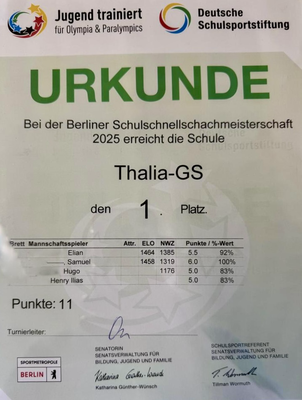 Jugend trainiert
für Olympia & Paralympics
Deutsche
Schulsportstiftung
URKUNDE
Bei der Berliner Schulschnellschachmeisterschaft
2025 erreicht die Schule
Thalia-GS
den 1. Platz.
Brett Mannschaftsspieler Attr. ELO NWZ Punkte / %-Wert
Elian 1464 1385 5.5 92%
Samuel 1458 1319 6.0 100%
Hugo 1176 5.0 83%
Henry Ilias 5.0 83%
Punkte: 11
Turnierleiter:
SENATORIN
SENATSVERWALTUNG FÜR
BILDUNG, JUGEND UND FAMILIE
Katharina Günther-Wünsch
SCHULSPORTREFERENT
SENATSVERWALTUNG FÜR
BILDUNG, JUGEND UND FAMILIE
Tillman Wormuth
SPORTMETROPOLE
BERLIN